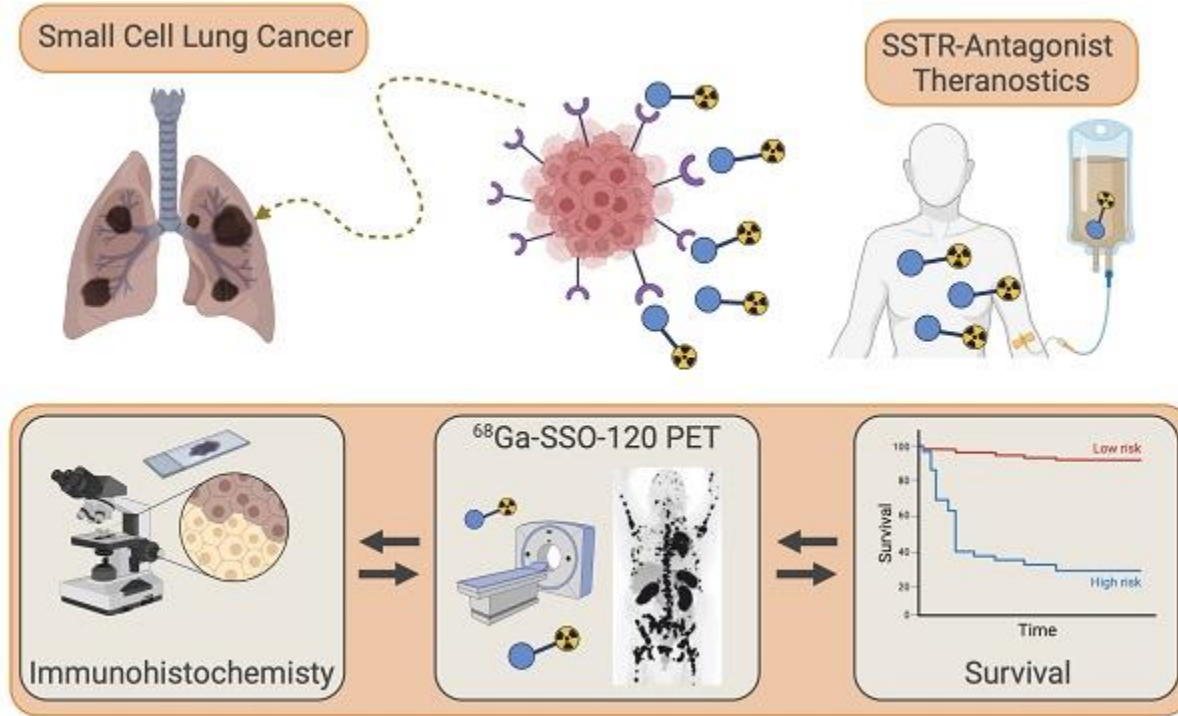 Small Cell Lung Cancer
SSTR-Antagonist
Theranostics
⁶⁸Ga-SSO-120 PET
Immunohistochemisty
100
80
60
40
20
0
Survival
Low risk
High risk
Time
Survival